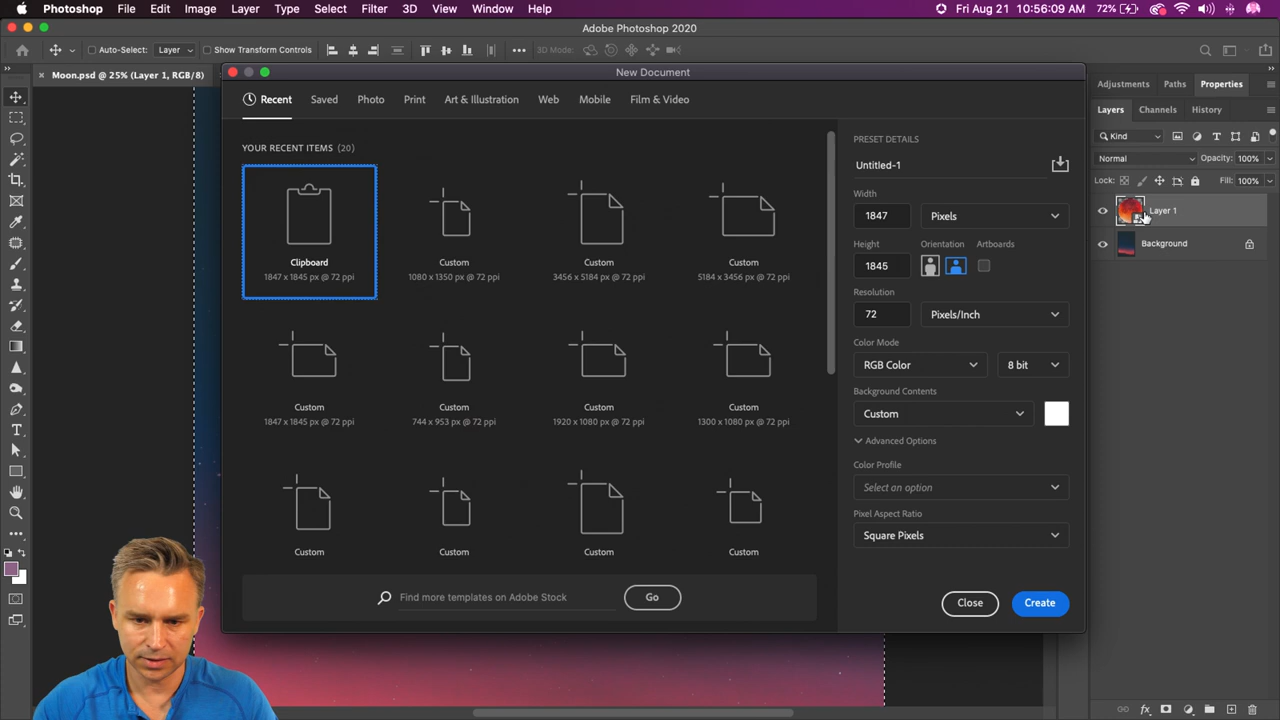 Photoshop File Edit Image Layer Type Select Filter 3D View Window Help 72% Fri Aug 21 10:56:09 AM
Adobe Photoshop 2020
Auto-Select: Layer Show Transform Controls 3D Mode:
Moon.psd @ 25% (Layer 1, RGB/8)
New Document
Recent Saved Photo Print Art & Illustration Web Mobile Film & Video
YOUR RECENT ITEMS (20)
Clipboard
1847 x 1845 px @ 72 ppi
Custom
1080 x 1350 px @ 72 ppi
Custom
3456 x 5184 px @ 72 ppi
Custom
5184 x 3456 px @ 72 ppi
Custom
1847 x 1845 px @ 72 ppi
Custom
744 x 953 px @ 72 ppi
Custom
1920 x 1080 px @ 72 ppi
Custom
1300 x 1080 px @ 72 ppi
Custom
Custom
Custom
Custom
Find more templates on Adobe Stock Go
PRESET DETAILS
Untitled-1
Width
1847 Pixels
Height Orientation Artboards
1845
Resolution
72 Pixels/Inch
Color Mode
RGB Color 8 bit
Background Contents
Custom
Advanced Options
Color Profile
Select an option
Pixel Aspect Ratio
Square Pixels
Close Create
Adjustments Paths Properties
Layers Channels History
Kind
Normal Opacity: 100%
Lock: Fill: 100%
Layer 1
Background